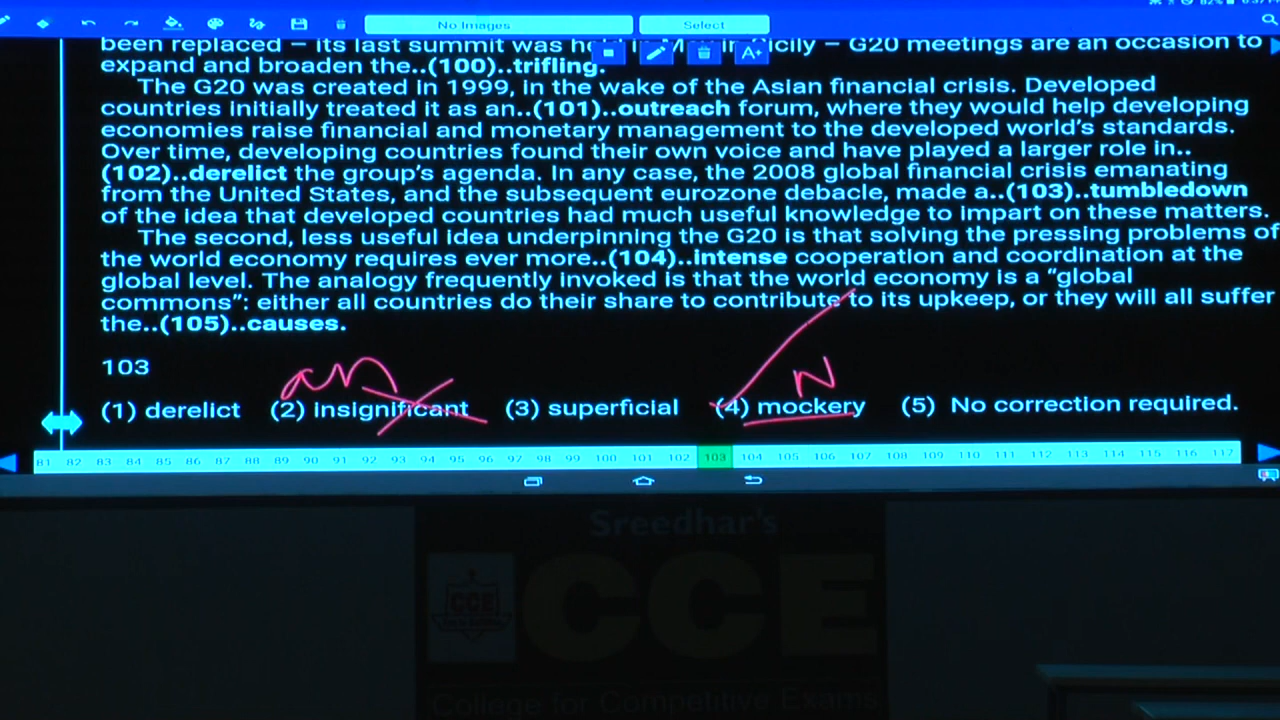 No Images Select
been replaced – its last summit was Sicily – G20 meetings are an occasion to
expand and broaden the..(100)..trifling.
The G20 was created in 1999, in the wake of the Asian financial crisis. Developed
countries initially treated it as an..(101)..outreach forum, where they would help developing
economies raise financial and monetary management to the developed world's standards.
Over time, developing countries found their own voice and have played a larger role in..
(102)..derelict the group's agenda. In any case, the 2008 global financial crisis emanating
from the United States, and the subsequent eurozone debacle, made a..(103)..tumbledown
of the idea that developed countries had much useful knowledge to impart on these matters.
The second, less useful idea underpinning the G20 is that solving the pressing problems of
the world economy requires ever more..(104)..intense cooperation and coordination at the
global level. The analogy frequently invoked is that the world economy is a “global
commons”: either all countries do their share to contribute to its upkeep, or they will all suffer
the..(105)..causes.
103
an N
(1) derelict (2) insignificant (3) superficial (4) mockery (5) No correction required.
81 82 83 84 85 86 87 88 89 90 91 92 93 94 95 96 97 98 99 100 101 102 103 104 105 106 107 108 109 110 111 112 113 114 115 116 117
Sreedhar's
CCE
CCE
College for Competitive Exams